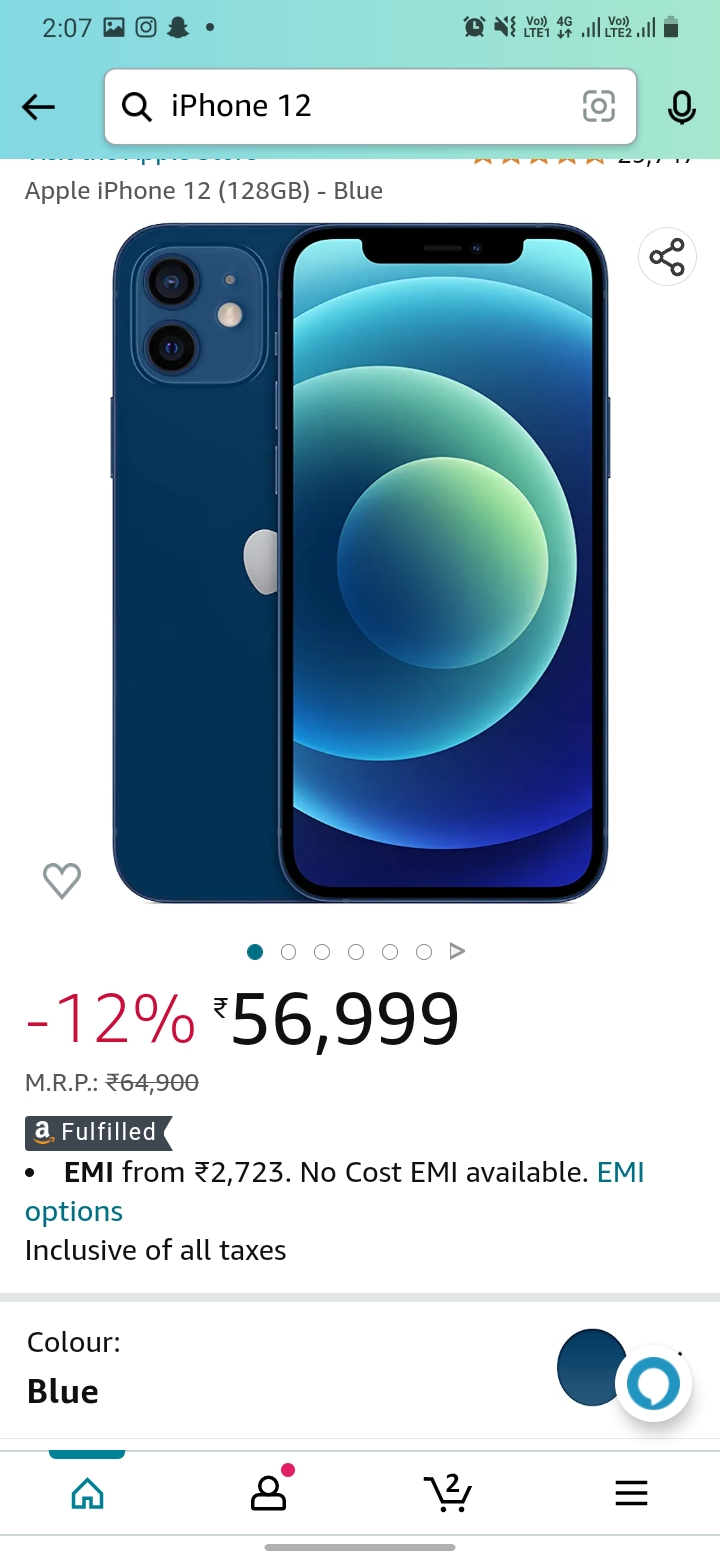 2:07
Vo)) 4G Vo))
LTE1 LTE2
iPhone 12
Apple iPhone 12 (128GB) - Blue
-12% ₹56,999
M.R.P.: ₹64,900
a Fulfilled
• EMI from ₹2,723. No Cost EMI available. EMI
options
Inclusive of all taxes
Colour:
Blue
2